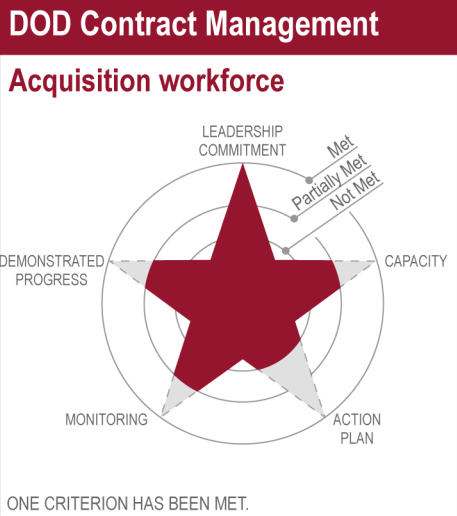 DOD Contract Management
Acquisition workforce
LEADERSHIP
COMMITMENT
Met
Partially Met
Not Met
DEMONSTRATED
PROGRESS
CAPACITY
MONITORING
ACTION
PLAN
ONE CRITERION HAS BEEN MET.